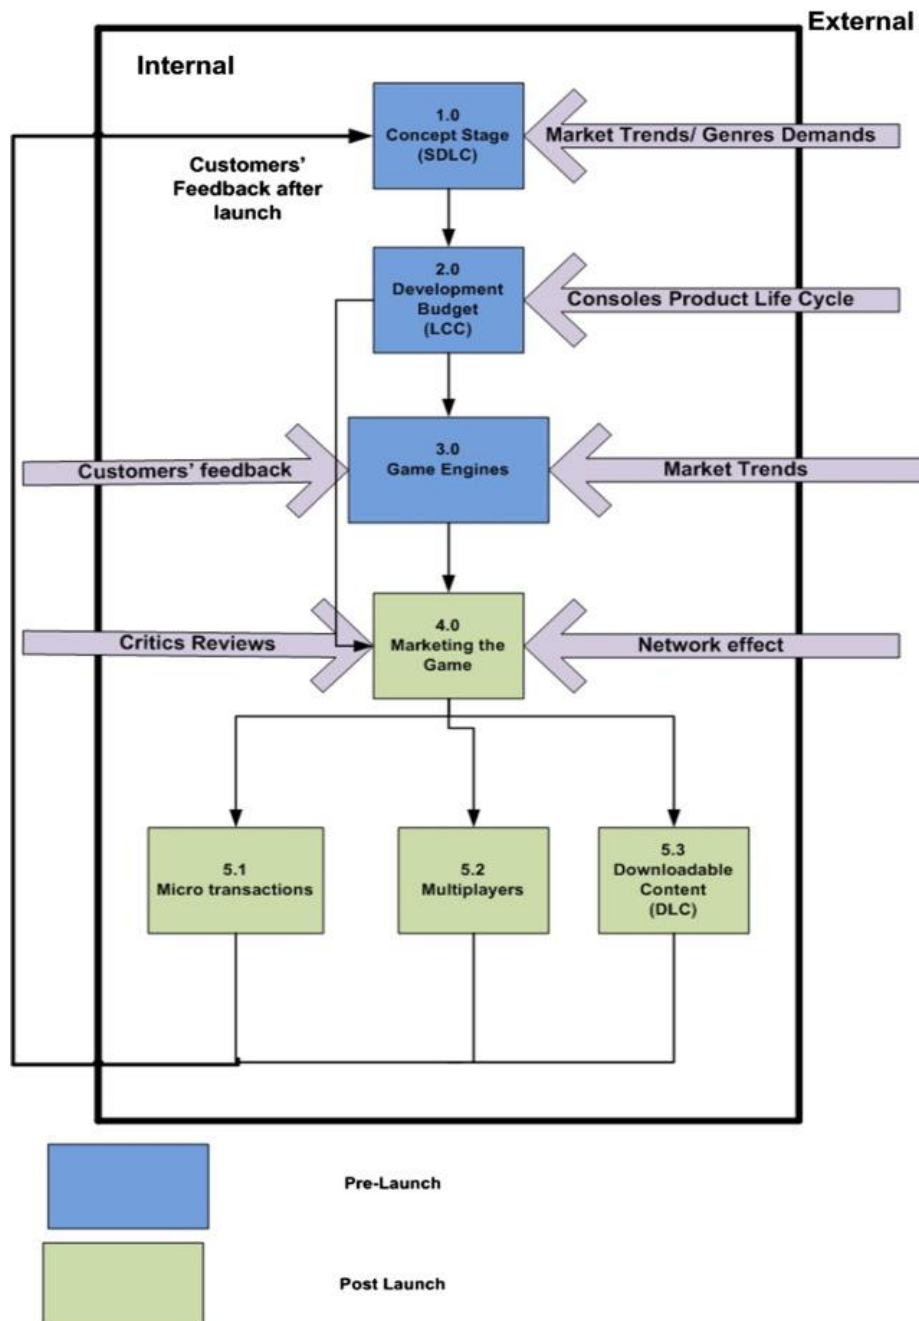 External
Internal
1.0
Concept Stage
(SDLC)
Market Trends/ Genres Demands
Customers'
Feedback after
launch
2.0
Development
Budget
(LCC)
Consoles Product Life Cycle
3.0
Game Engines
Customers' feedback
Market Trends
4.0
Marketing the
Game
Critics Reviews
Network effect
5.1
Micro transactions
5.2
Multiplayers
5.3
Downloadable
Content
(DLC)
Pre-Launch
Post Launch